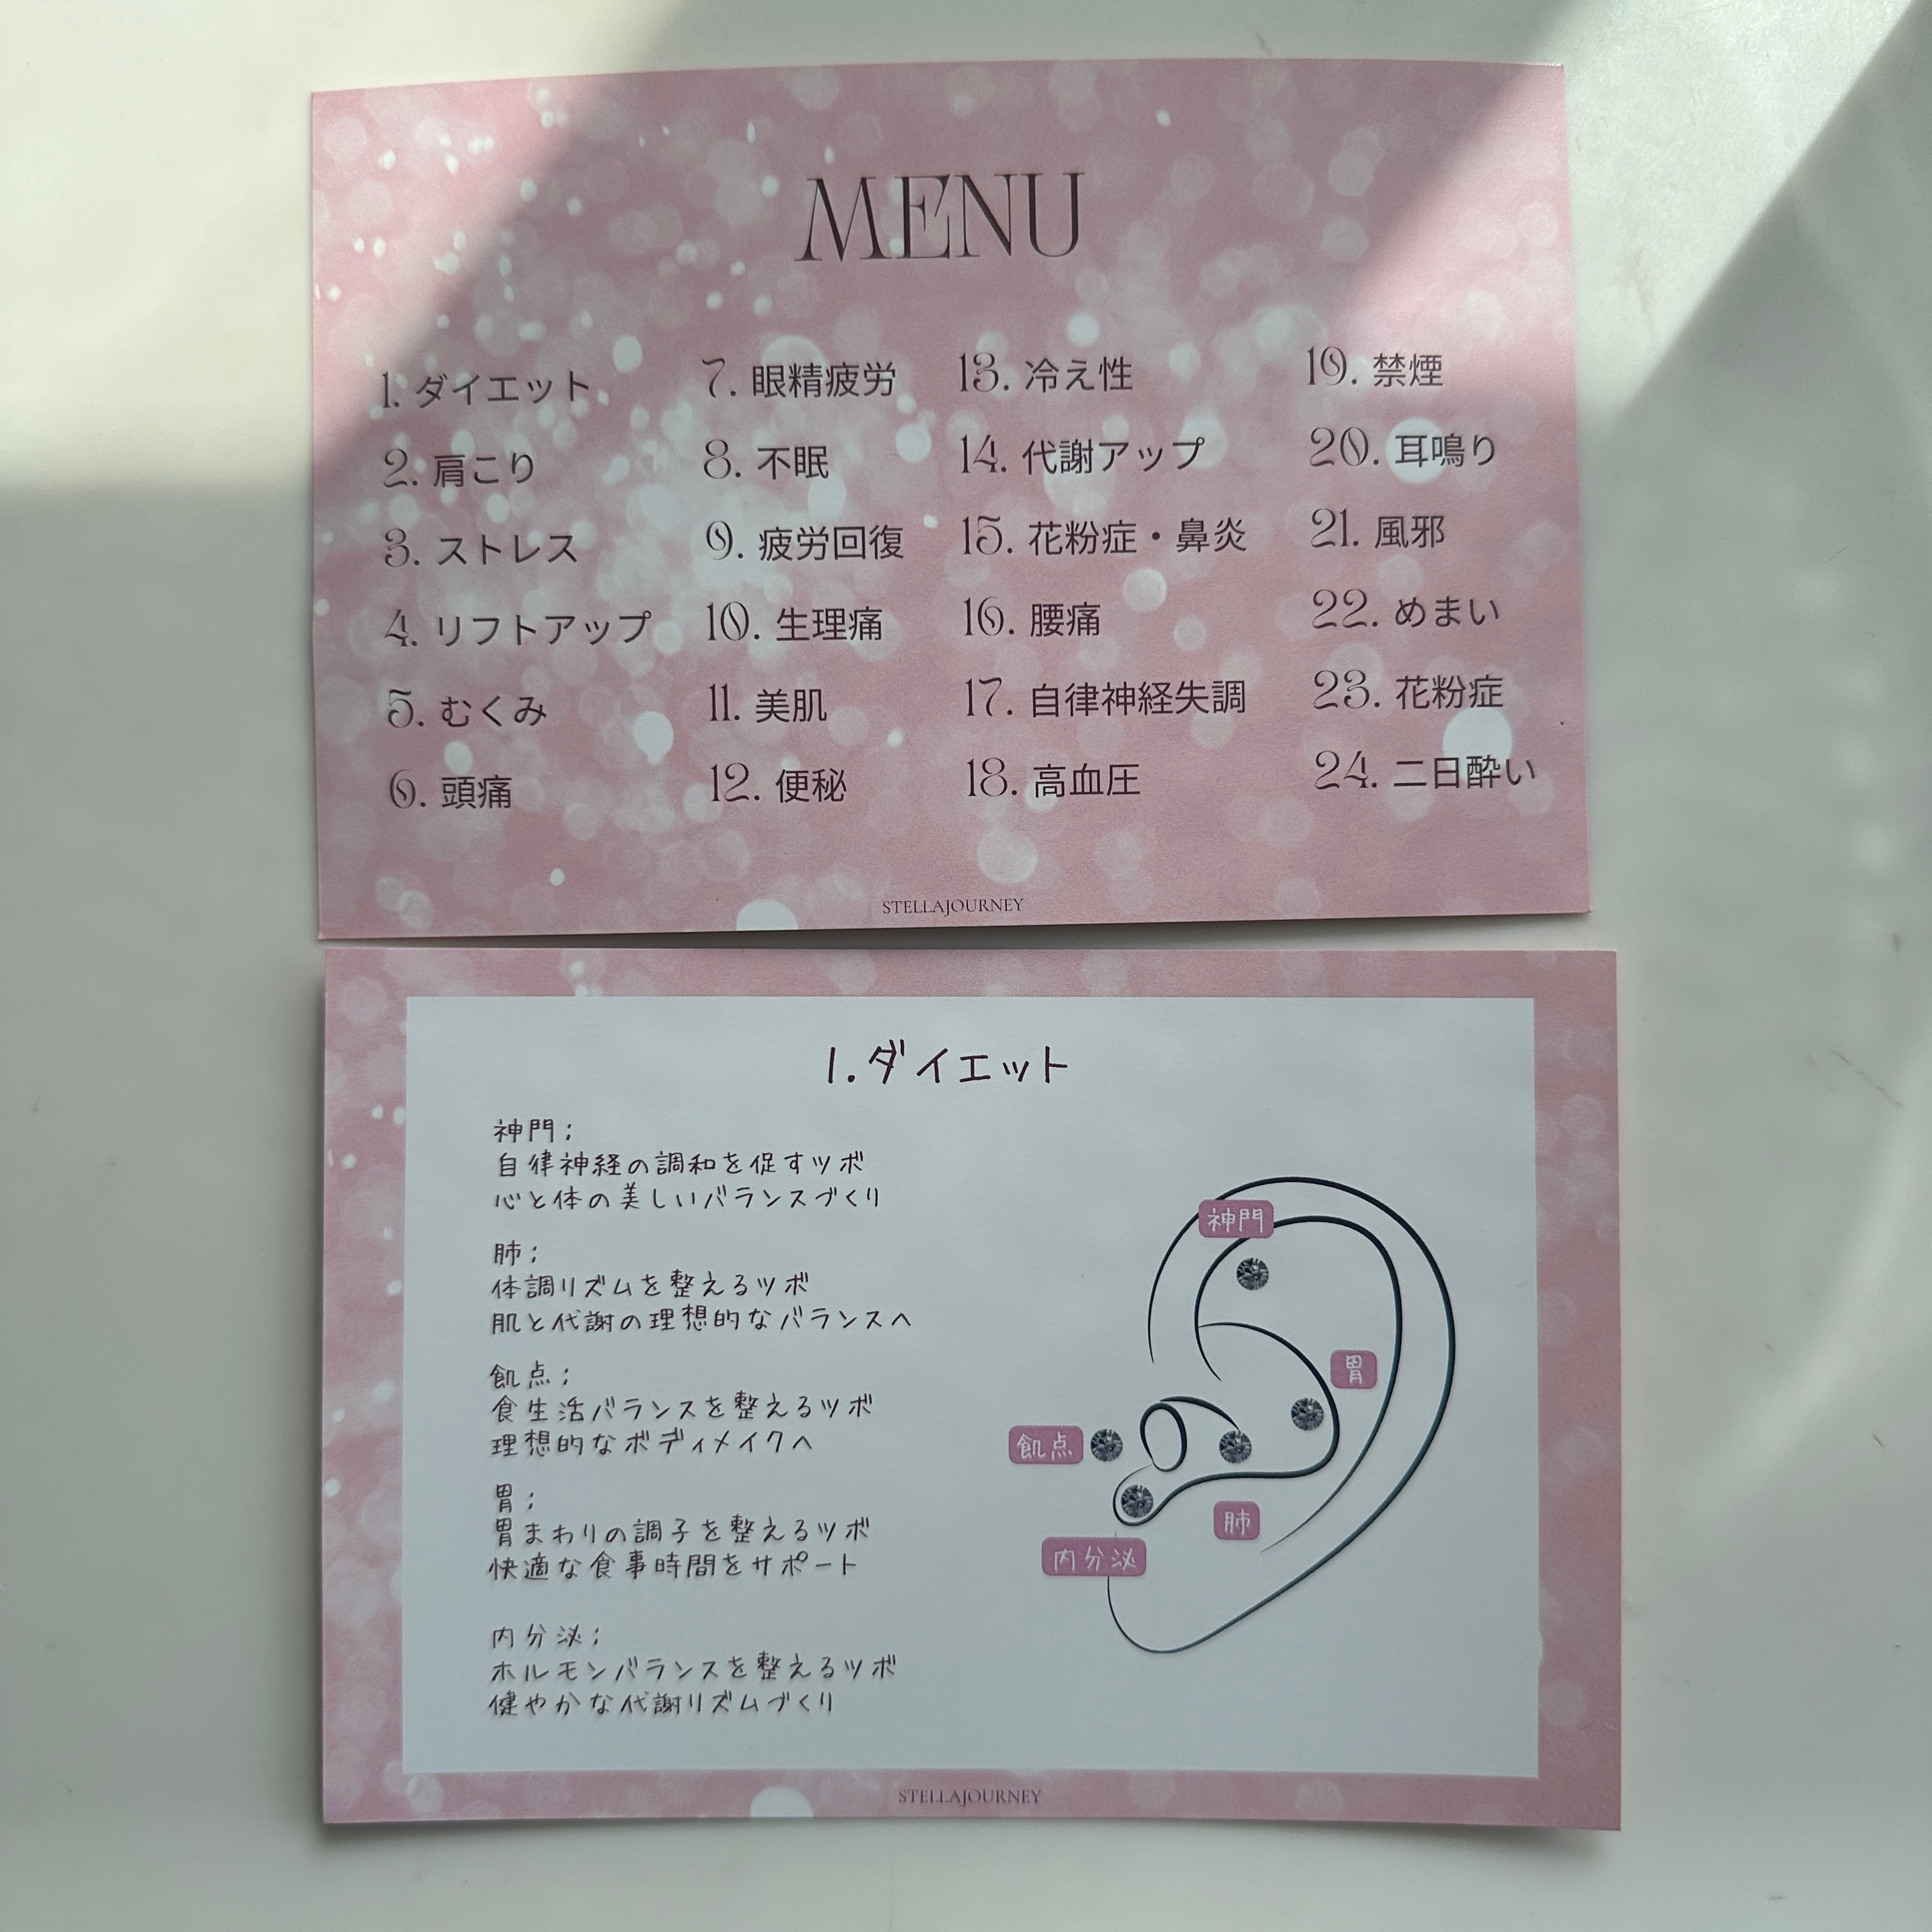 MENU
1. ダイエット
2. 肩こり
3. ストレス
4. リフトアップ
5. むくみ
6. 頭痛
7. 眼精疲労
8. 不眠
9. 疲労回復
10. 生理痛
11. 美肌
12. 便秘
13. 冷え性
14. 代謝アップ
15. 花粉症・鼻炎
16. 腰痛
17. 自律神経失調
18. 高血圧
19. 禁煙
20. 耳鳴り
21. 風邪
22. めまい
23. 花粉症
24. 二日酔い
STELLAJOURNEY
1.ダイエット
神門;
自律神経の調和を促すツボ
心と体の美しいバランスづくり
肺;
体調リズムを整えるツボ
肌と代謝の理想的なバランスへ
飢点;
食生活バランスを整えるツボ
理想的なボディメイクへ
胃;
胃まわりの調子を整えるツボ
快適な食事時間をサポート
内分泌;
ホルモンバランスを整えるツボ
健やかな代謝リズムづくり
神門
胃
飢点
肺
内分泌
STELLAJOURNEY